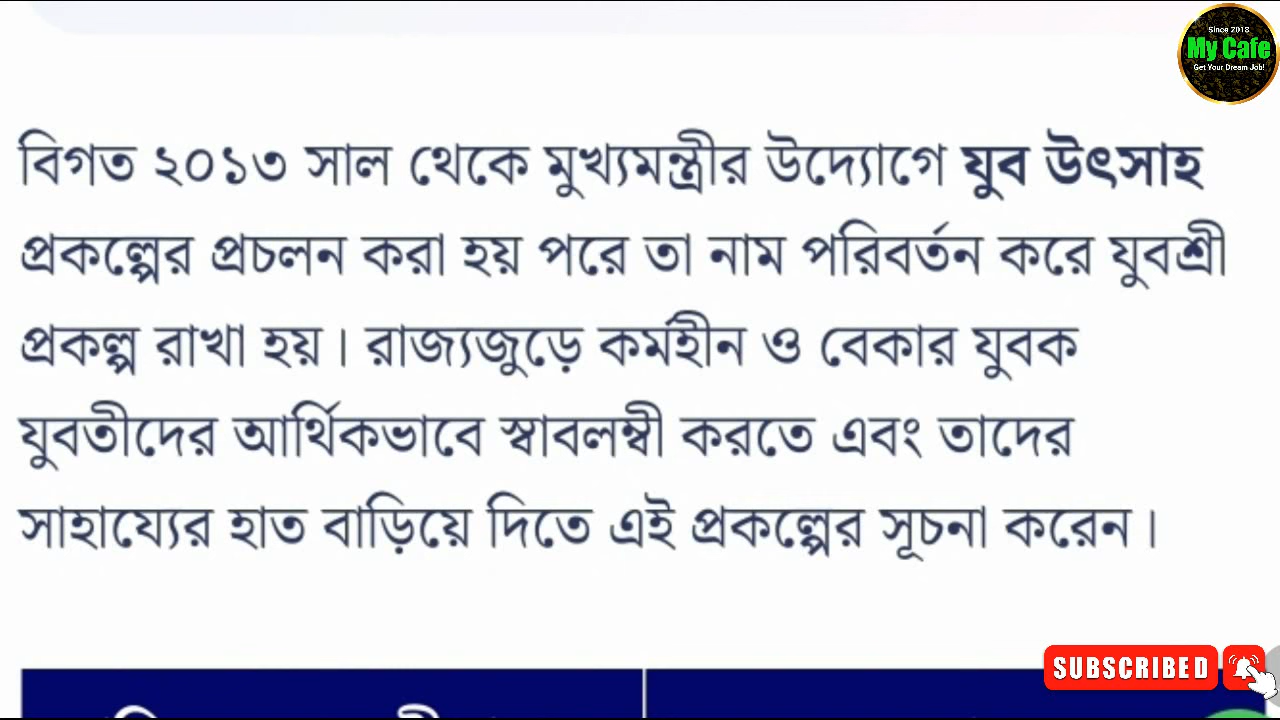 Since 2018
My Cafe
Get Your Dream Job!
বিগত ২০১৩ সাল থেকে মুখ্যমন্ত্রীর উদ্যোগে যুব উৎসাহ
প্রকল্পের প্রচলন করা হয় পরে তা নাম পরিবর্তন করে যুবশ্রী
প্রকল্প রাখা হয়। রাজ্যজুড়ে কর্মহীন ও বেকার যুবক
যুবতীদের আর্থিকভাবে স্বাবলম্বী করতে এবং তাদের
সাহায্যের হাত বাড়িয়ে দিতে এই প্রকল্পের সূচনা করেন।
SUBSCRIBED